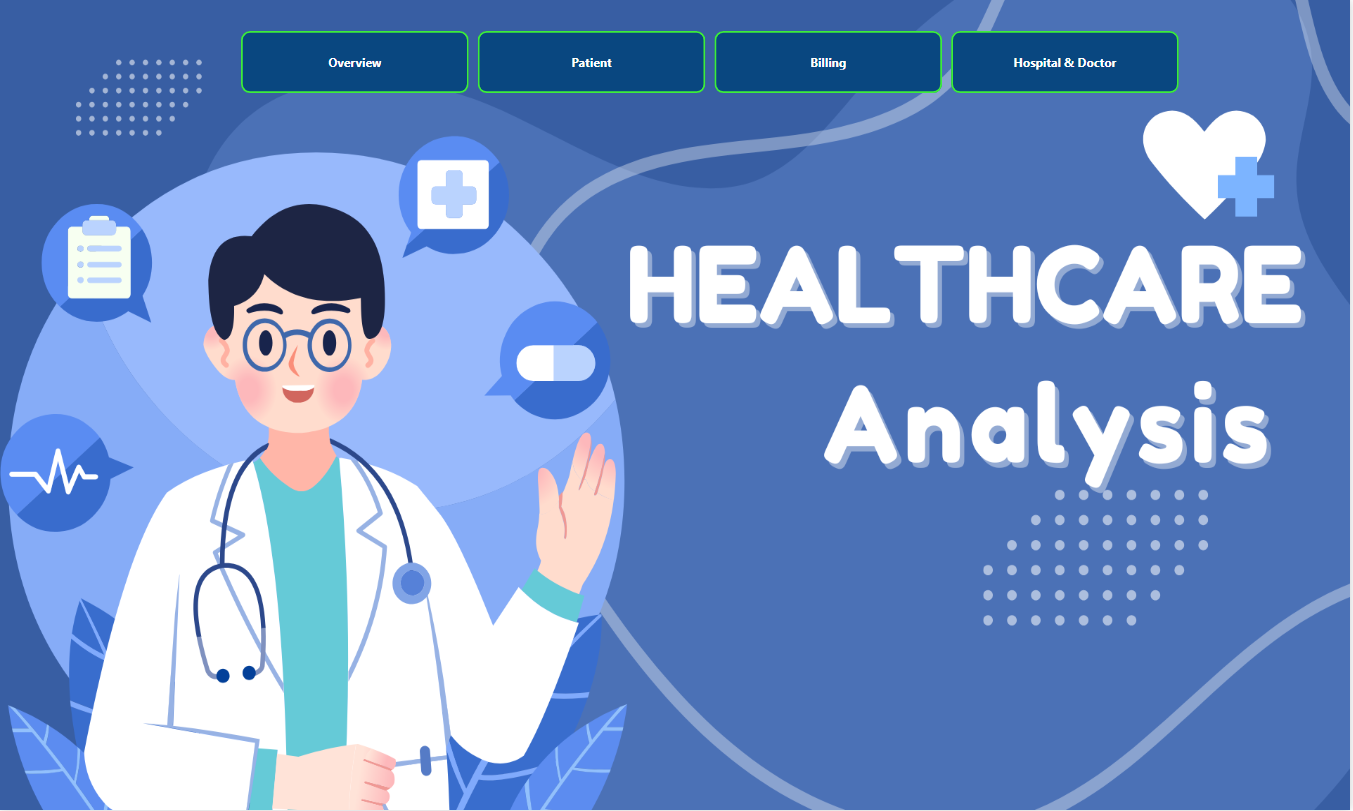 Overview
Patient
Billing
Hospital & Doctor
HEALTHCARE
Analysis